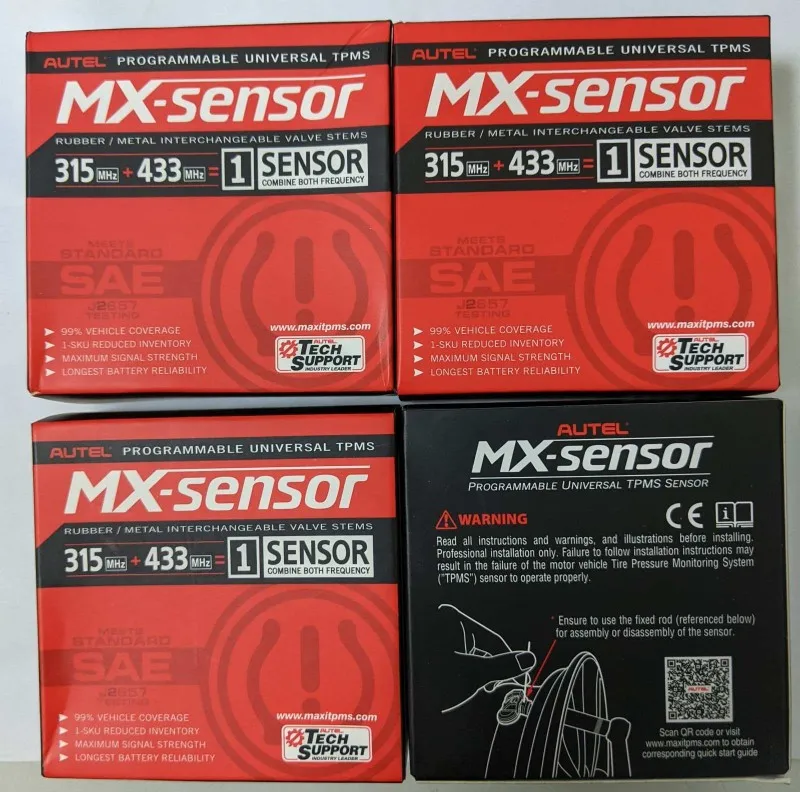 AUTEL PROGRAMMABLE UNIVERSAL TPMS
MX-sensor
RUBBER / METAL INTERCHANGEABLE VALVE STEMS
315 MHz + 433 MHz = 1 SENSOR
COMBINE BOTH FREQUENCY
MEETS
STANDARD
SAE
J2657
TESTING
99% VEHICLE COVERAGE
1-SKU REDUCED INVENTORY
MAXIMUM SIGNAL STRENGTH
LONGEST BATTERY RELIABILITY
www.maxitpms.com
AUTEL
TECH
SUPPORT
INDUSTRY LEADER
AUTEL PROGRAMMABLE UNIVERSAL TPMS
MX-sensor
RUBBER / METAL INTERCHANGEABLE VALVE STEMS
315 MHz + 433 MHz = 1 SENSOR
COMBINE BOTH FREQUENCY
MEETS
STANDARD
SAE
J2657
TESTING
99% VEHICLE COVERAGE
1-SKU REDUCED INVENTORY
MAXIMUM SIGNAL STRENGTH
LONGEST BATTERY RELIABILITY
www.maxitpms.com
AUTEL
TECH
SUPPORT
INDUSTRY LEADER
AUTEL PROGRAMMABLE UNIVERSAL TPMS
MX-sensor
RUBBER / METAL INTERCHANGEABLE VALVE STEMS
315 MHz + 433 MHz = 1 SENSOR
COMBINE BOTH FREQUENCY
MEETS
STANDARD
SAE
J2657
TESTING
99% VEHICLE COVERAGE
1-SKU REDUCED INVENTORY
MAXIMUM SIGNAL STRENGTH
LONGEST BATTERY RELIABILITY
www.maxitpms.com
AUTEL
TECH
SUPPORT
INDUSTRY LEADER
AUTEL
MX-sensor
PROGRAMMABLE UNIVERSAL TPMS SENSOR
WARNING CE i
Read all instructions and warnings, and illustrations before installing.
Professional installation only. Failure to follow installation instructions may
result in the failure of the motor vehicle Tire Pressure Monitoring System
("TPMS") sensor to operate properly.
* Ensure to use the fixed rod (referenced below)
for assembly or disassembly of the sensor.
AUTEL
Scan QR code or visit
www.maxitpms.com to obtain
corresponding quick start guide